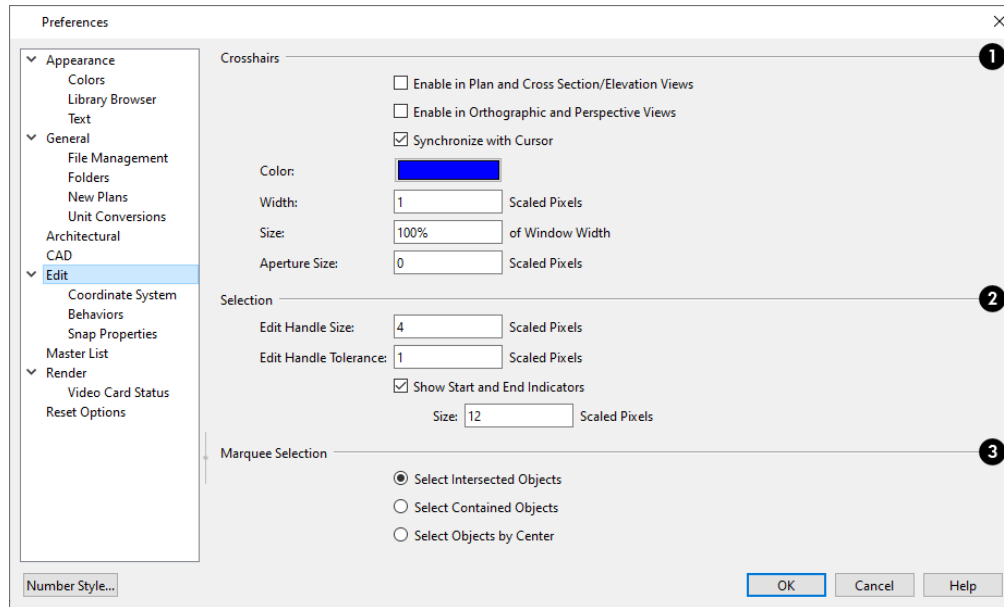 Preferences
Appearance
Colors
Library Browser
Text
General
File Management
Folders
New Plans
Unit Conversions
Architectural
CAD
Edit
Coordinate System
Behaviors
Snap Properties
Master List
Render
Video Card Status
Reset Options
Crosshairs
1
Enable in Plan and Cross Section/Elevation Views
Enable in Orthographic and Perspective Views
Synchronize with Cursor
Color:
Width: 1 Scaled Pixels
Size: 100% of Window Width
Aperture Size: 0 Scaled Pixels
Selection
2
Edit Handle Size: 4 Scaled Pixels
Edit Handle Tolerance: 1 Scaled Pixels
Show Start and End Indicators
Size: 12 Scaled Pixels
Marquee Selection
3
Select Intersected Objects
Select Contained Objects
Select Objects by Center
Number Style... OK Cancel Help